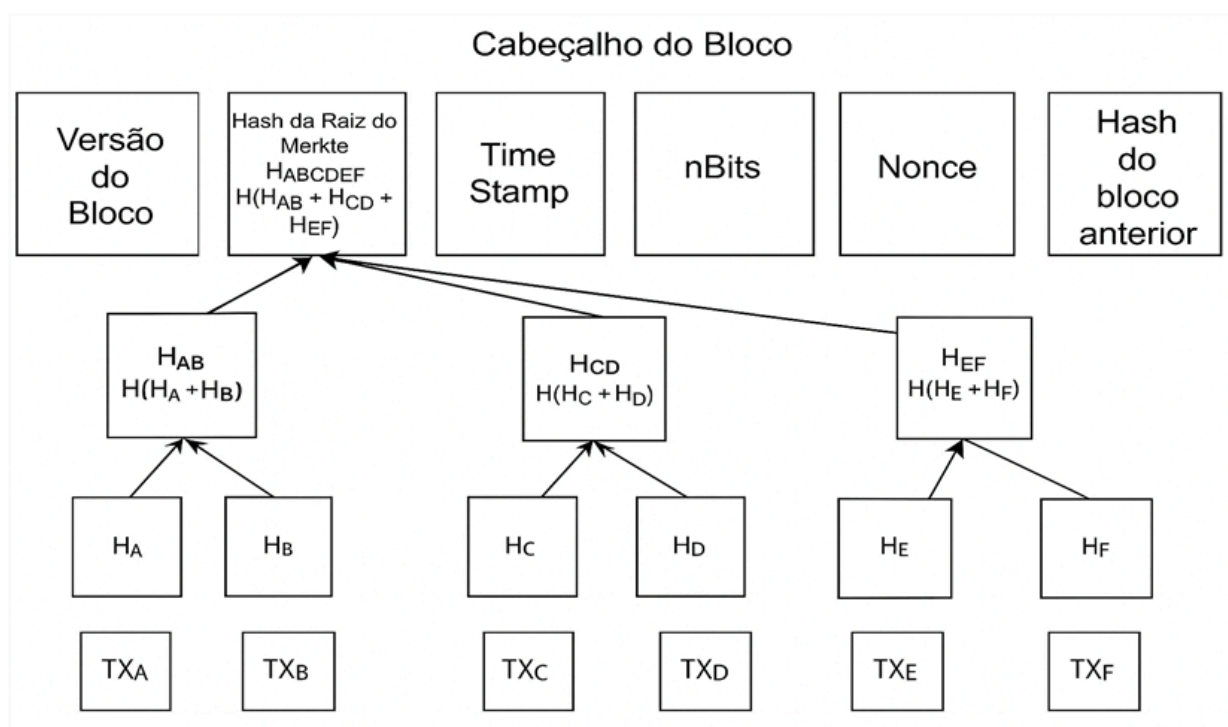 Cabeçalho do Bloco
Versão
do
Bloco
Hash da Raiz do
Merkte
HABCDEF
H(HAB + HCD +
HEF)
Time
Stamp
nBits
Nonce
Hash
do
bloco
anterior
HAB
H(HA +HB)
HCD
H(HC +HD)
HEF
H(HE +HF)
HA
HB
HC
HD
HE
HF
TXA
TXB
TXC
TXD
TXE
TXF